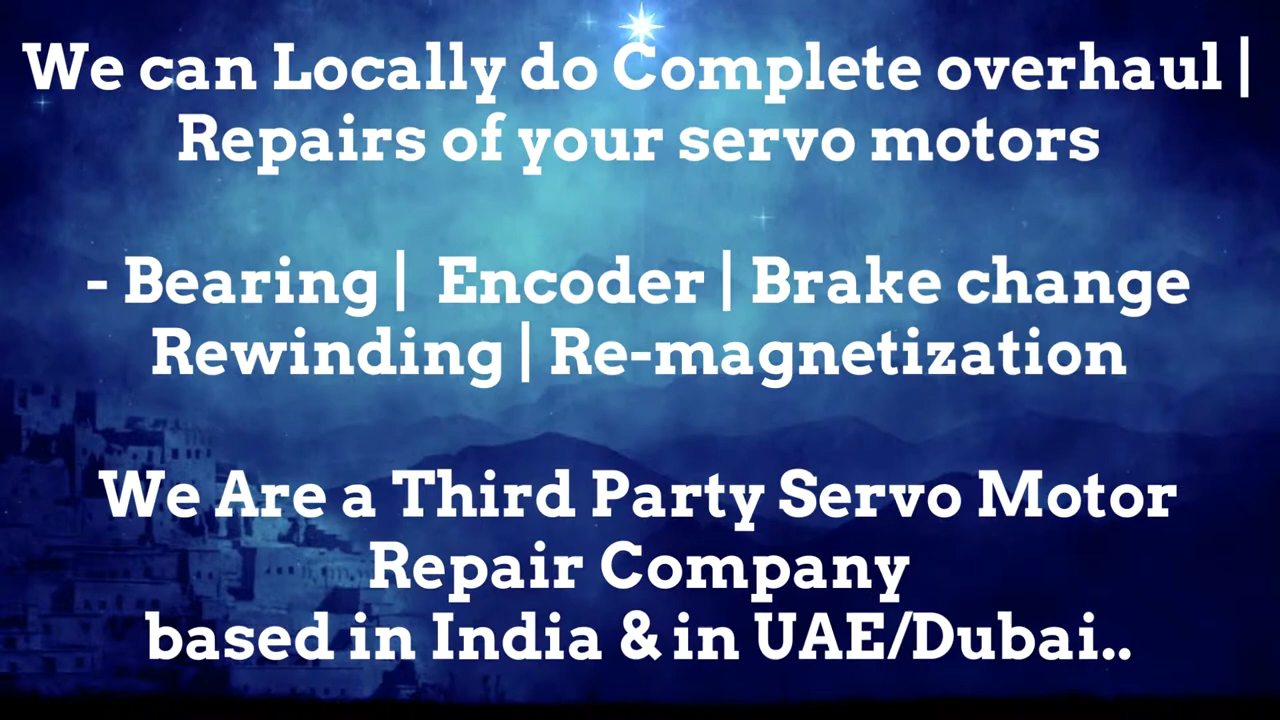 We can Locally do Complete overhaul |
Repairs of your servo motors
- Bearing | Encoder | Brake change
Rewinding | Re-magnetization
We Are a Third Party Servo Motor
Repair Company
based in India & in UAE/Dubai..